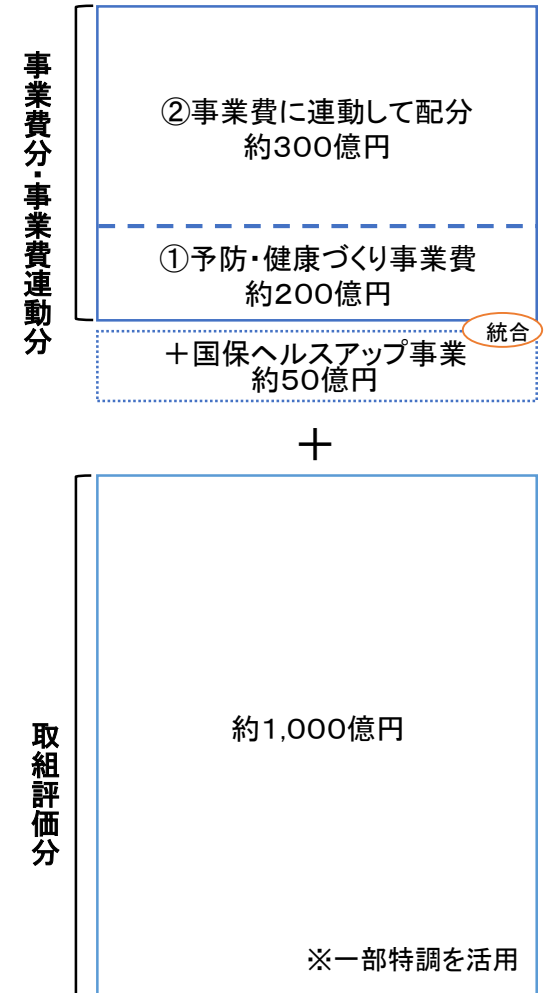 事業費分・事業費連動分
②事業費に連動して配分
約300億円
①予防・健康づくり事業費
約200億円
統合
＋国保ヘルスアップ事業
約50億円
＋
取組評価分
約1,000億円
※一部特調を活用